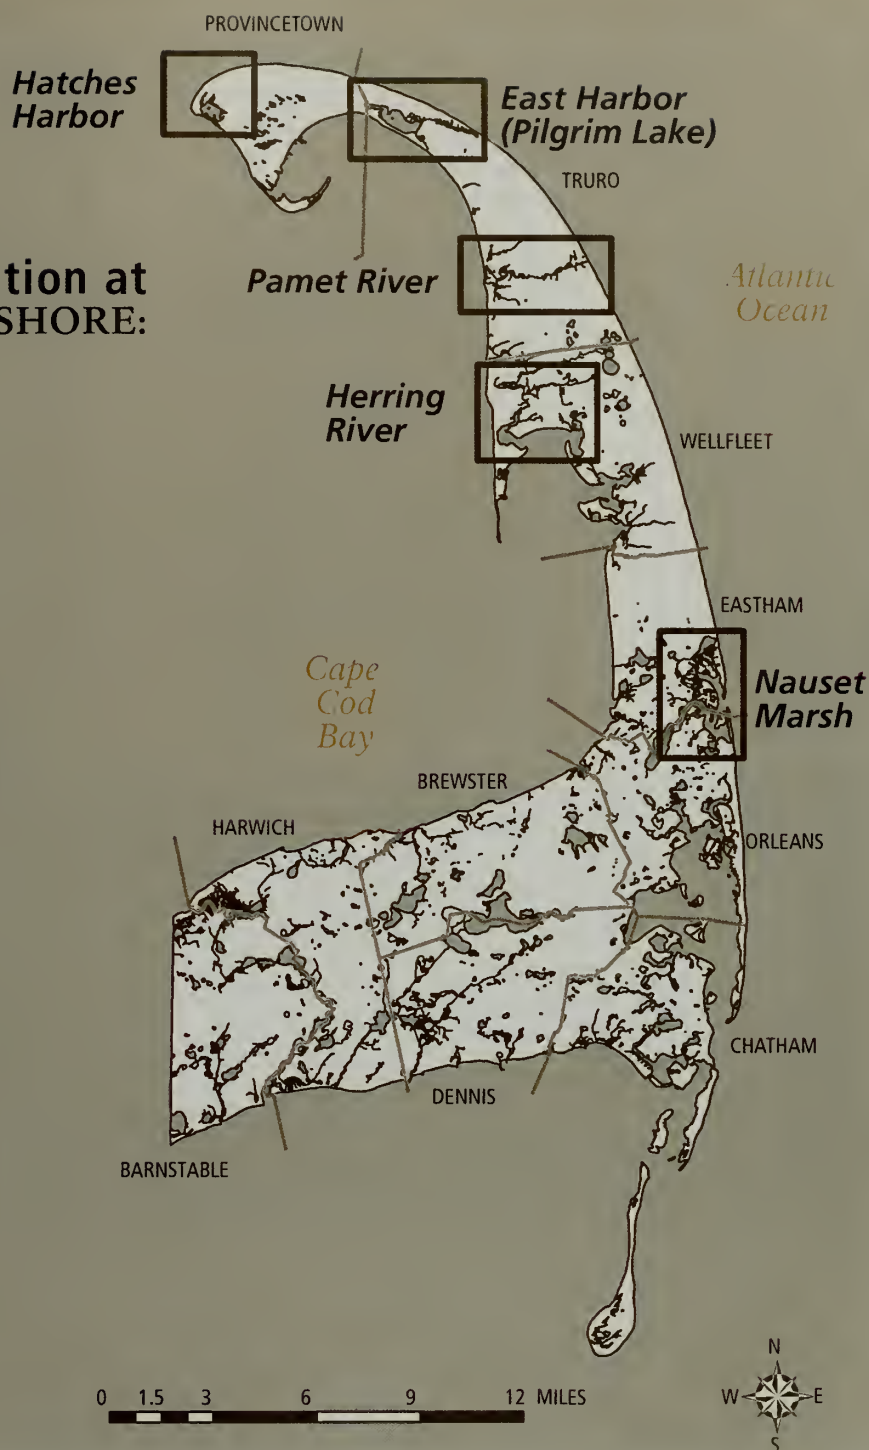 PROVINCETOWN
Hatches
Harbor
East Harbor
(Pilgrim Lake)
TRURO
tion at
SHORE:
Pamet River
Atlantic
Ocean
Herring
River
WELLFLEET
EASTHAM
Cape
Cod
Bay
Nauset
Marsh
BREWSTER
HARWICH
ORLEANS
CHATHAM
DENNIS
BARNSTABLE
N
0 1.5 3 6 9 12 MILES
W E
S